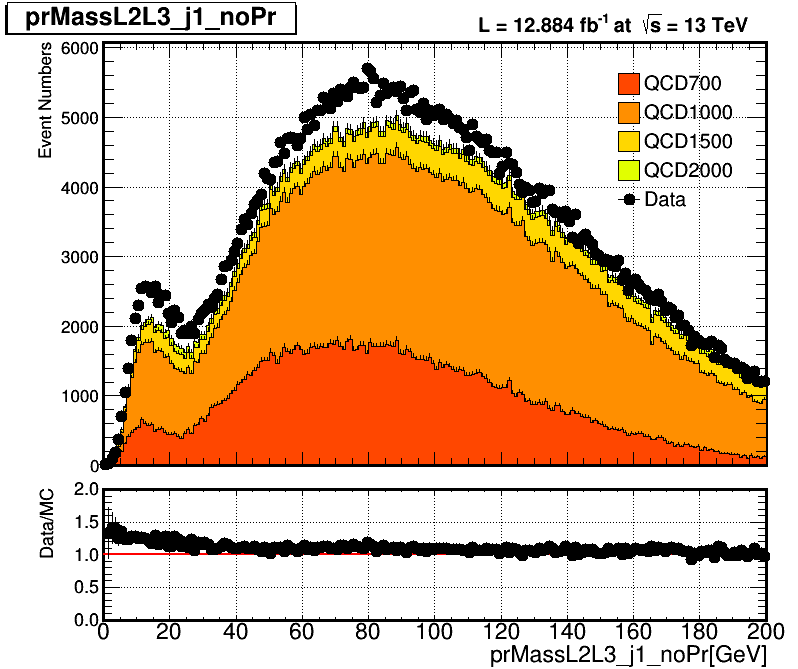 prMassL2L3_j1_noPr
L = 12.884 fb-1 at √s = 13 TeV
Event Numbers
6000
5000
4000
3000
2000
1000
0
QCD700
QCD1000
QCD1500
QCD2000
Data
Data/MC
2.0
1.5
1.0
0.5
0.0
0 20 40 60 80 100 120 140 160 180 200
prMassL2L3_j1_noPr[GeV]